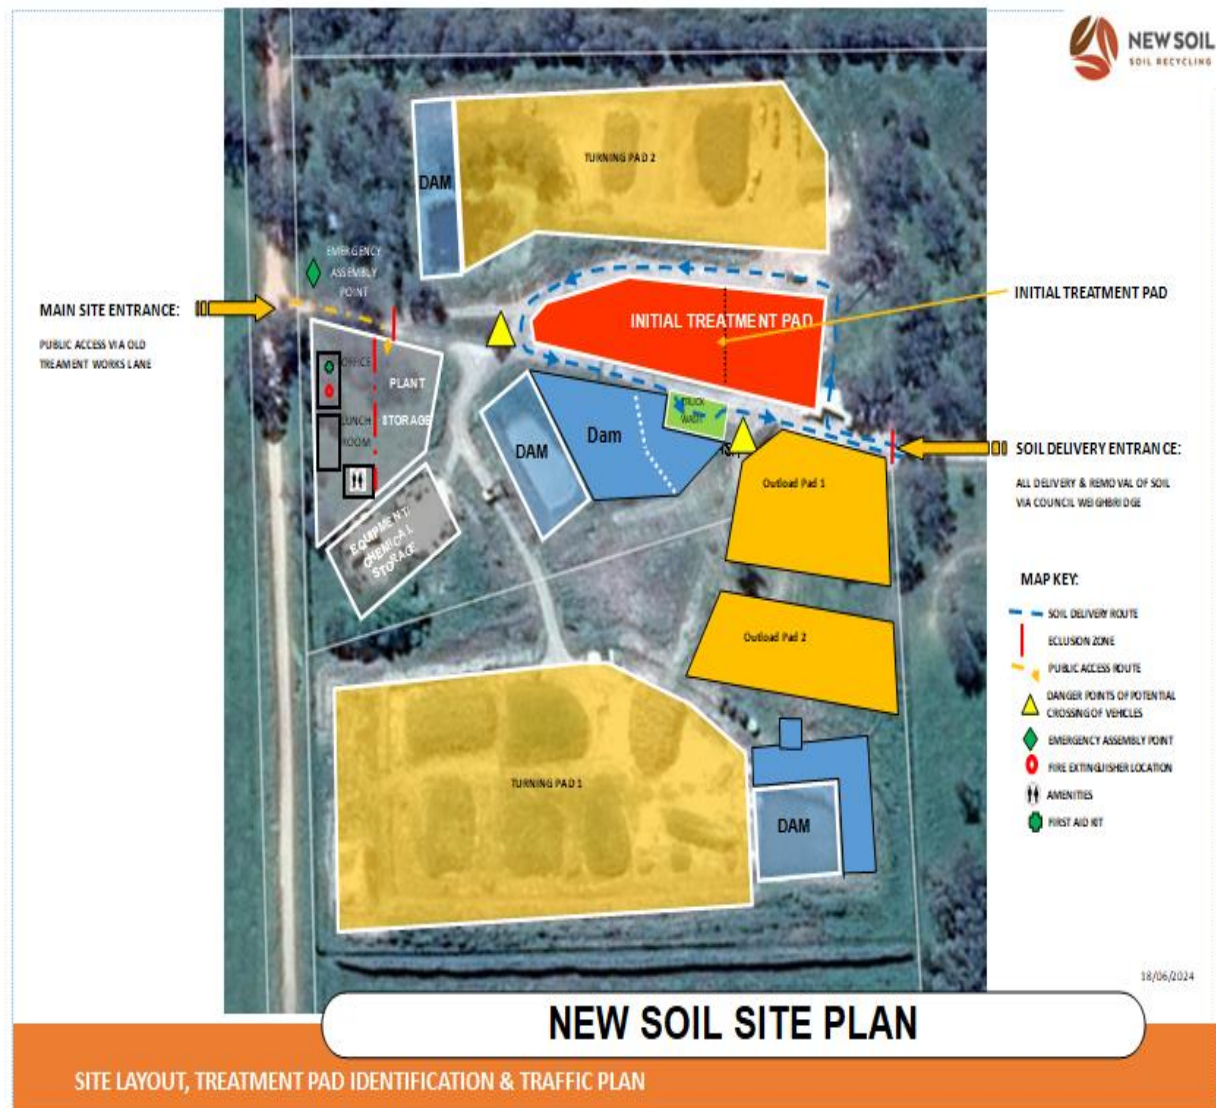 NEW SOIL
SOIL RECYCLING
TURNING PAD 2
DAM
EMERGENCY
ASSEMBLY
POINT
MAIN SITE ENTRANCE:
PUBLIC ACCESS VIA OLD
TREAMENT WORKS LANE
INITIAL TREATMENT PAD
INITIAL TREATMENT PAD
OFFICE
PLANT
STORAGE
LUNCH
ROOM
TRUCK
WASH
Dam
DAM
SOIL DELIVERY ENTRANCE:
ALL DELIVERY & REMOVAL OF SOIL
VIA COUNCIL WEIGHBRIDGE
Outload Pad 1
EQUIPMENT/
CHEMICAL
STORAGE
MAP KEY:
SOIL DELIVERY ROUTE
ECLUSION ZONE
PUBLIC ACCESS ROUTE
DANGER POINTS OF POTENTIAL
CROSSING OF VEHICLES
EMERGENCY ASSEMBLY POINT
FIRE EXTINGUISHER LOCATION
AMENITIES
FIRST AID KIT
Outload Pad 2
TURNING PAD 1
DAM
18/06/2024
NEW SOIL SITE PLAN
SITE LAYOUT, TREATMENT PAD IDENTIFICATION & TRAFFIC PLAN